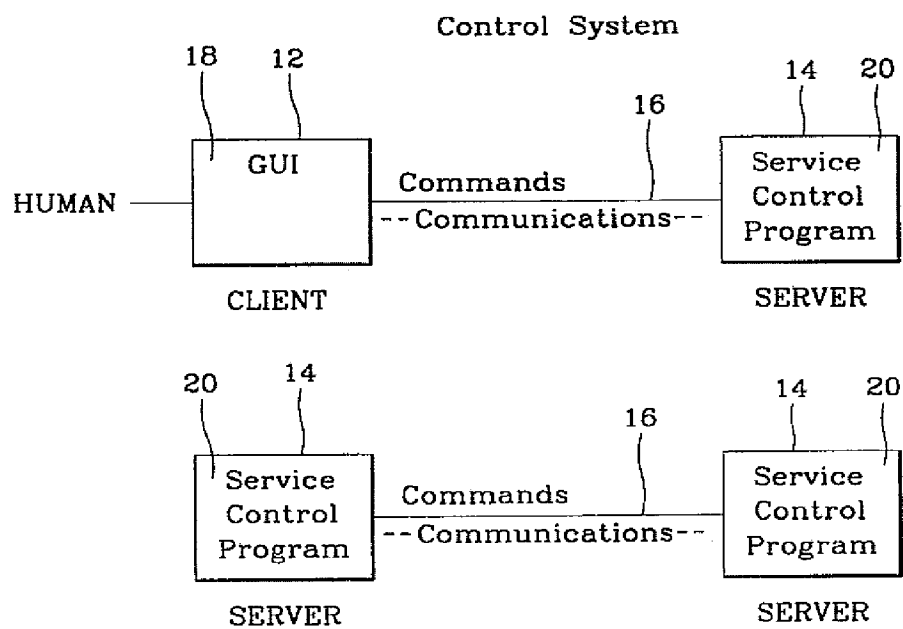 Control System
18
12
14
20
16
GUI
Service
Control
Program
HUMAN
Commands
--Communications--
CLIENT
SERVER
20
14
16
14
20
Service
Control
Program
Commands
--Communications--
Service
Control
Program
SERVER
SERVER